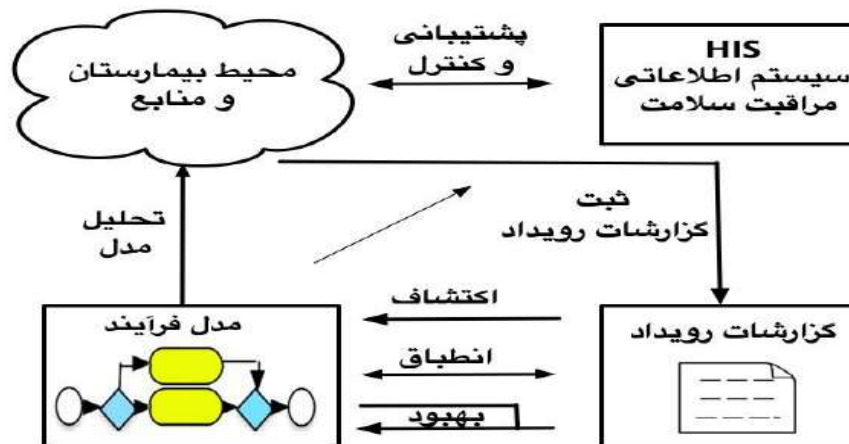 پشتیبانی
و کنترل
محیط بیمارستان
و منابع
HIS
سیستم اطلاعاتی
مراقبت سلامت
تحلیل
مدل
ثبت
گزارشات رویداد
اکتشاف
انطباق
بهبود
مدل فرآیند
گزارشات رویداد